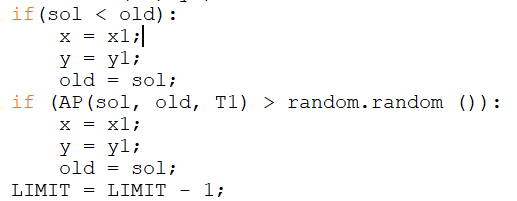 if(sol < old):
    x = x1;
    y = y1;
    old = sol;
if (AP(sol, old, T1) > random.random ()):
    x = x1;
    y = y1;
    old = sol;
LIMIT = LIMIT - 1;